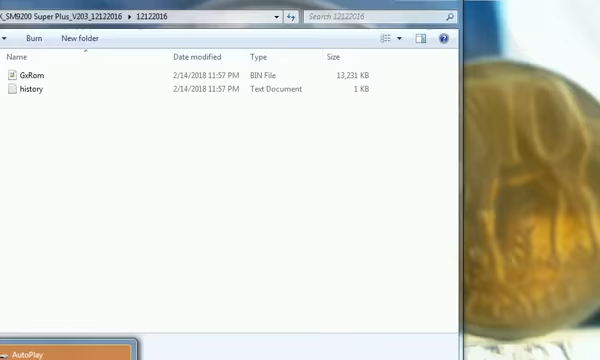 X_SM9200 Super Plus_V203_12122016 ▸ 12122016
Search 12122016
Burn New folder
Name Date modified Type Size
GxRom 2/14/2018 11:57 PM BIN File 13,231 KB
history 2/14/2018 11:57 PM Text Document 1 KB
AutoPlay